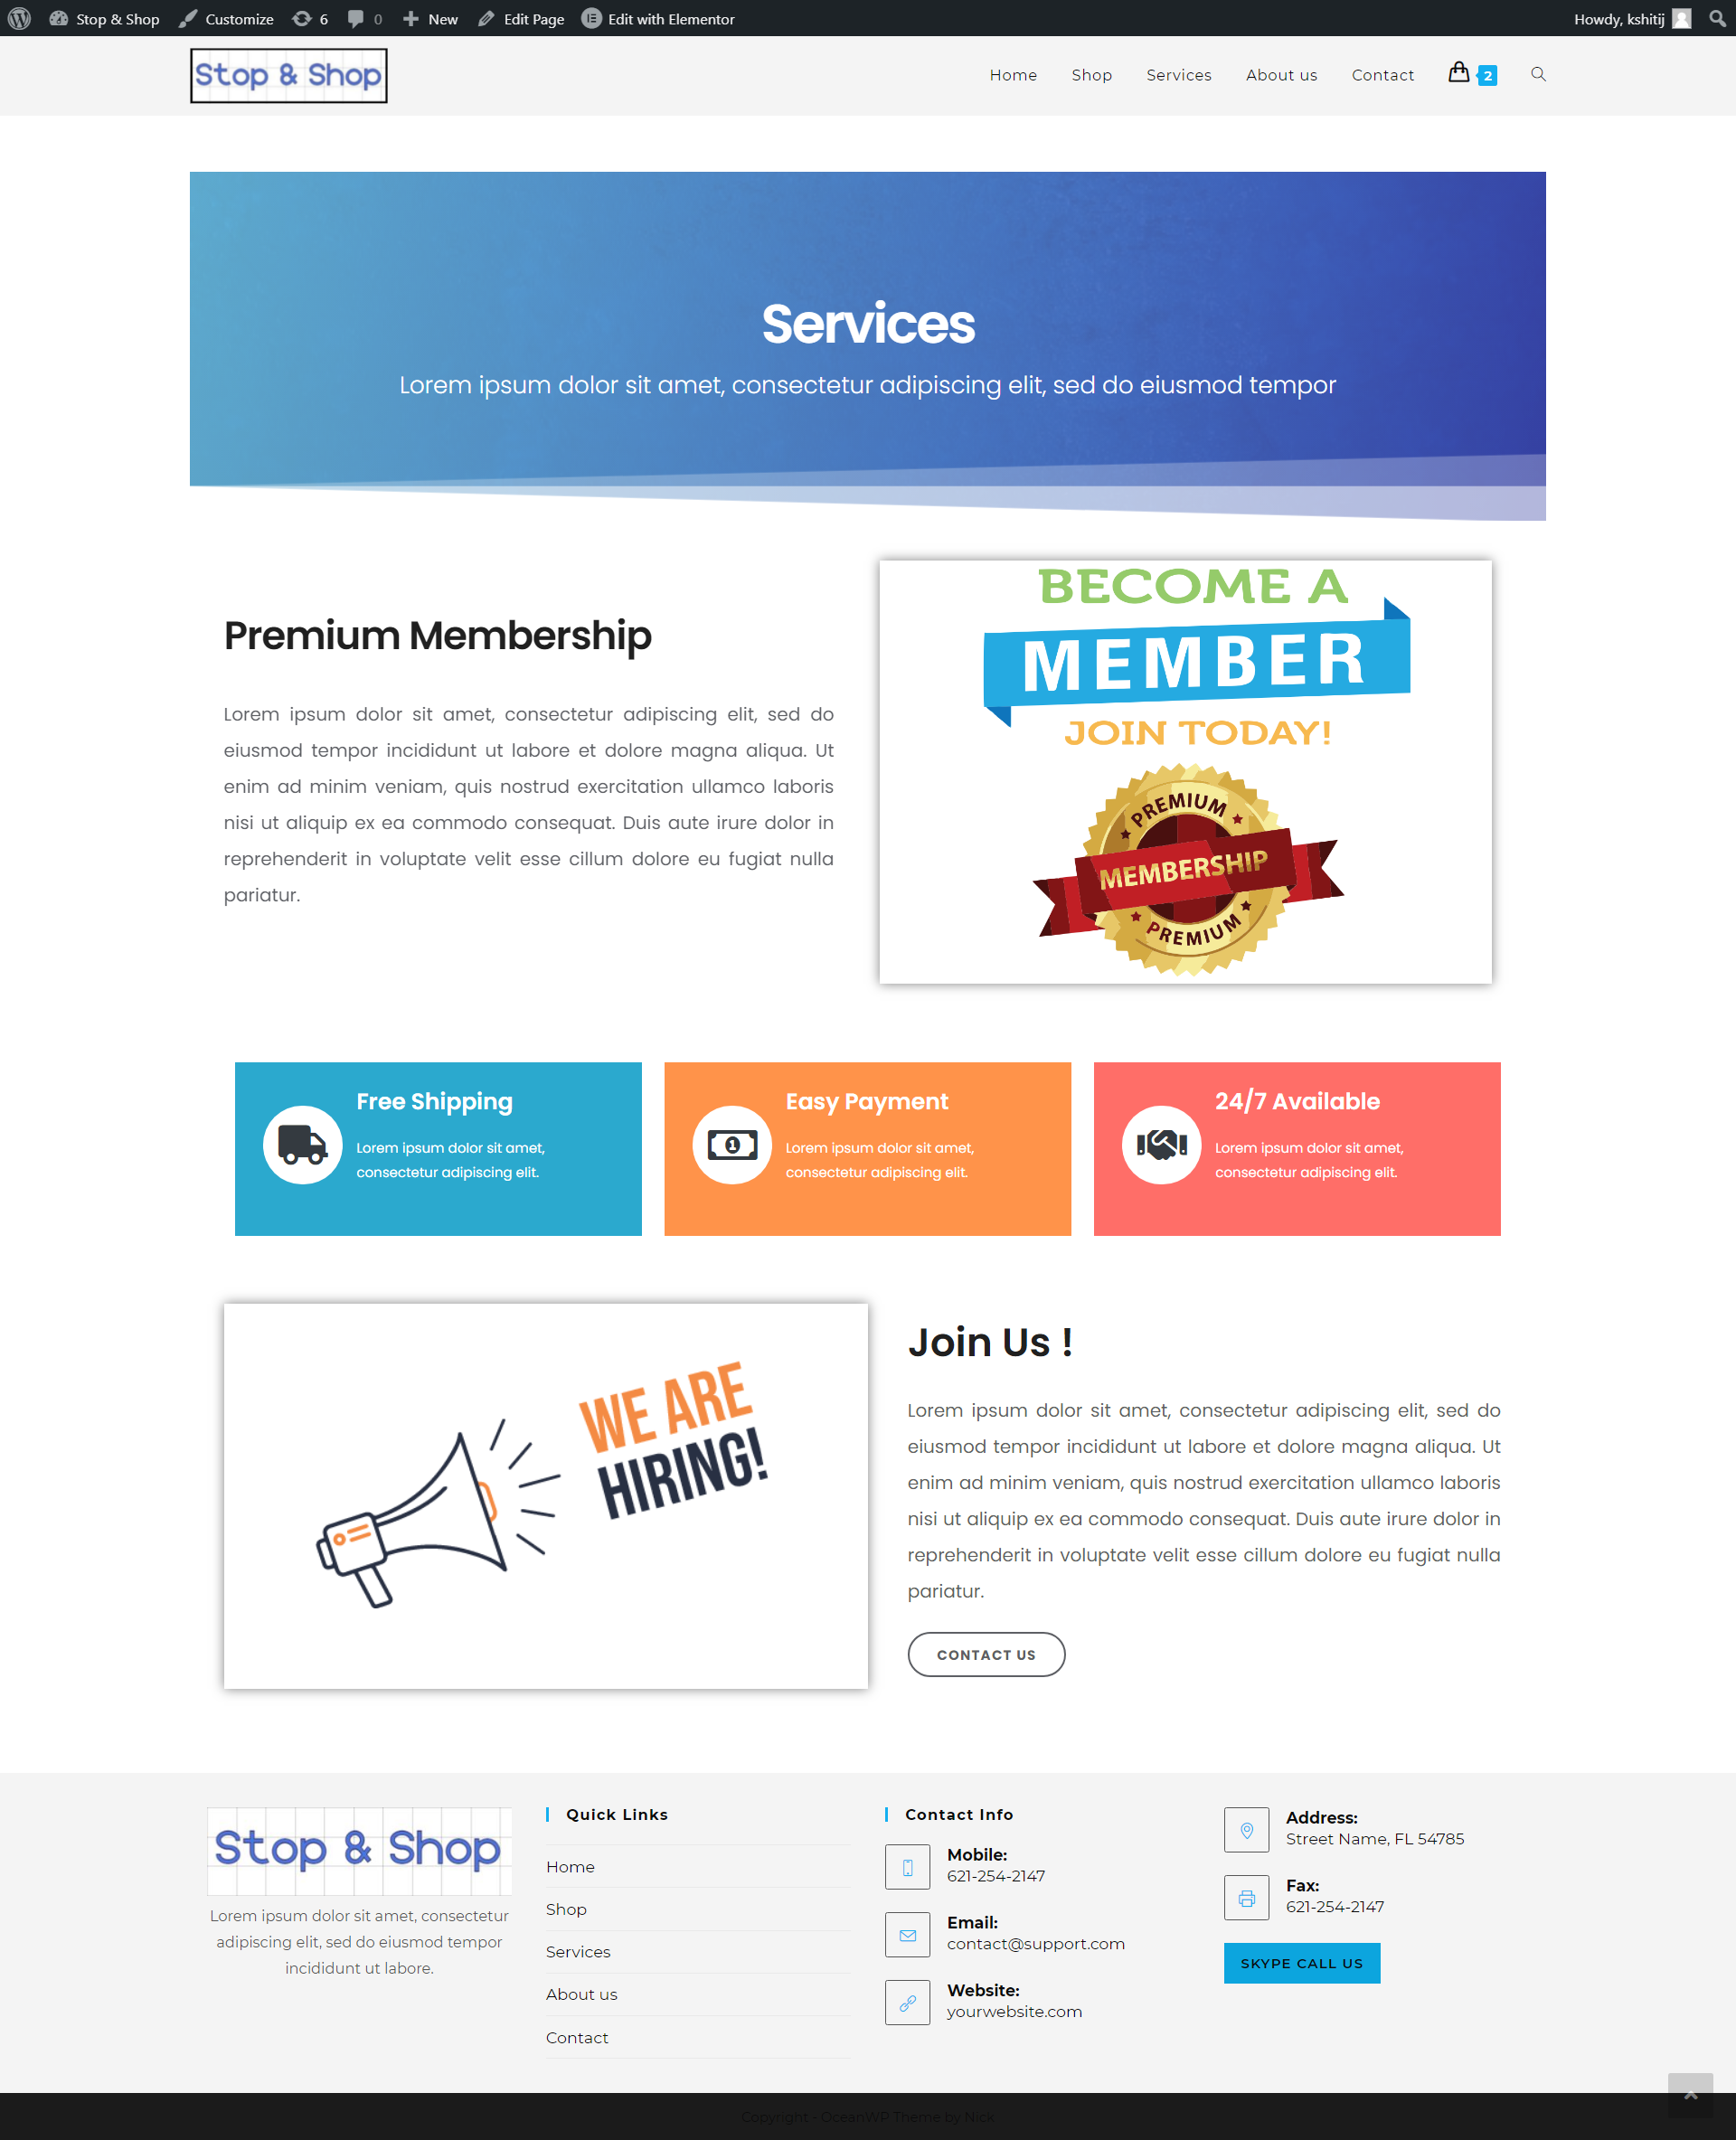 Stop & Shop Customize 6 0 New Edit Page Edit with Elementor Howdy, kshitij
Stop & Shop
Home Shop Services About us Contact 2
Services
Lorem ipsum dolor sit amet, consectetur adipiscing elit, sed do eiusmod tempor
Premium Membership
Lorem ipsum dolor sit amet, consectetur adipiscing elit, sed do
eiusmod tempor incididunt ut labore et dolore magna aliqua. Ut
enim ad minim veniam, quis nostrud exercitation ullamco laboris
nisi ut aliquip ex ea commodo consequat. Duis aute irure dolor in
reprehenderit in voluptate velit esse cillum dolore eu fugiat nulla
pariatur.
BECOME A
MEMBER
JOIN TODAY!
PREMIUM
MEMBERSHIP
PREMIUM
Free Shipping
Lorem ipsum dolor sit amet,
consectetur adipiscing elit.
1
Easy Payment
Lorem ipsum dolor sit amet,
consectetur adipiscing elit.
24/7 Available
Lorem ipsum dolor sit amet,
consectetur adipiscing elit.
WE ARE
HIRING!
Join Us !
Lorem ipsum dolor sit amet, consectetur adipiscing elit, sed do
eiusmod tempor incididunt ut labore et dolore magna aliqua. Ut
enim ad minim veniam, quis nostrud exercitation ullamco laboris
nisi ut aliquip ex ea commodo consequat. Duis aute irure dolor in
reprehenderit in voluptate velit esse cillum dolore eu fugiat nulla
pariatur.
CONTACT US
Stop & Shop
Lorem ipsum dolor sit amet, consectetur
adipiscing elit, sed do eiusmod tempor
incididunt ut labore.
Quick Links
Home
Shop
Services
About us
Contact
Contact Info
Mobile:
621-254-2147
Email:
contact@support.com
Website:
yourwebsite.com
Address:
Street Name, FL 54785
Fax:
621-254-2147
SKYPE CALL US
Copyright - OceanWP Theme by Nick